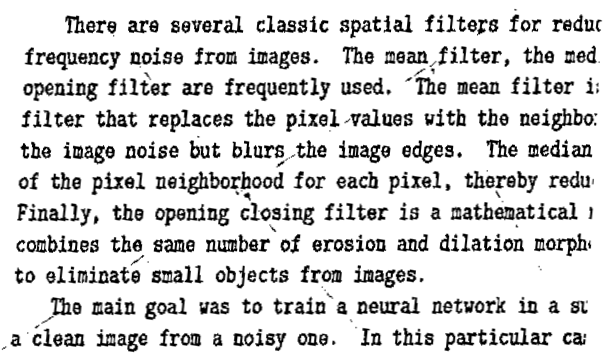 There are several classic spatial filters for reduc
frequency noise from images. The mean filter, the med
opening filter are frequently used. The mean filter i
filter that replaces the pixel values with the neighbo
the image noise but blurs the image edges. The median
of the pixel neighborhood for each pixel, thereby redu
Finally, the opening closing filter is a mathematical
combines the same number of erosion and dilation morph
to eliminate small objects from images.
The main goal was to train a neural network in a
a clean image from a noisy one. In this particular ca